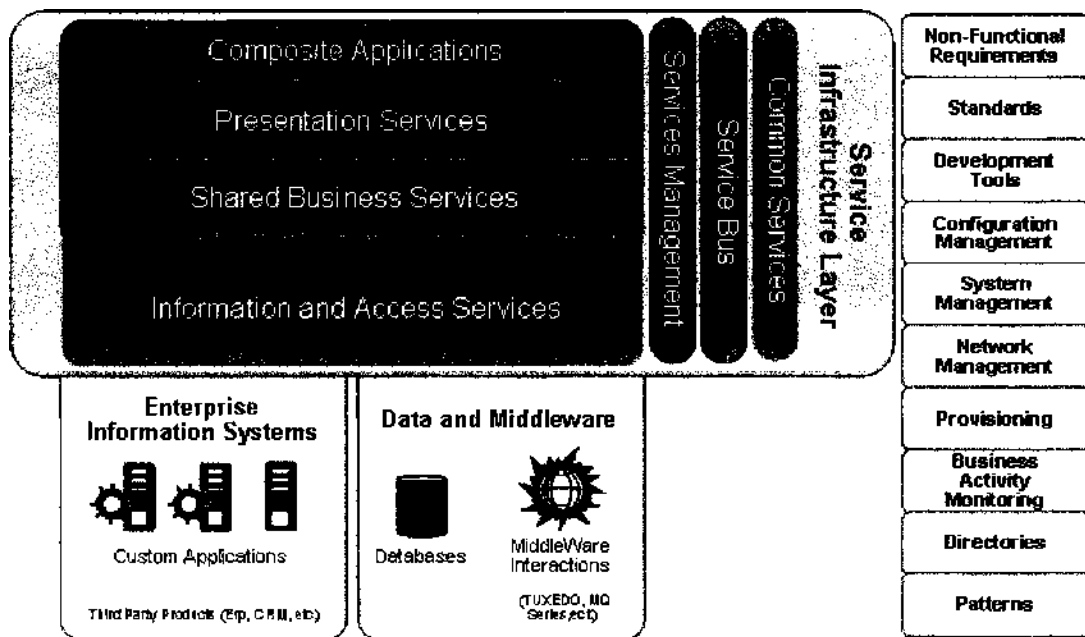 Composite Applications
Presentation Services
Shared Business Services
Information and Access Services
Services Management
Service Bus
Common Services
Service
Infrastructure Layer
Enterprise
Information Systems
Custom Applications
Third Party Products (Erp, CRM, etc)
Data and Middleware
Databases
MiddleWare
Interactions
(TUXEDO, MQ
Series,ect)
Non-Functional
Requirements
Standards
Development
Tools
Configuration
Management
System
Management
Network
Management
Provisioning
Business
Activity
Monitoring
Directories
Patterns